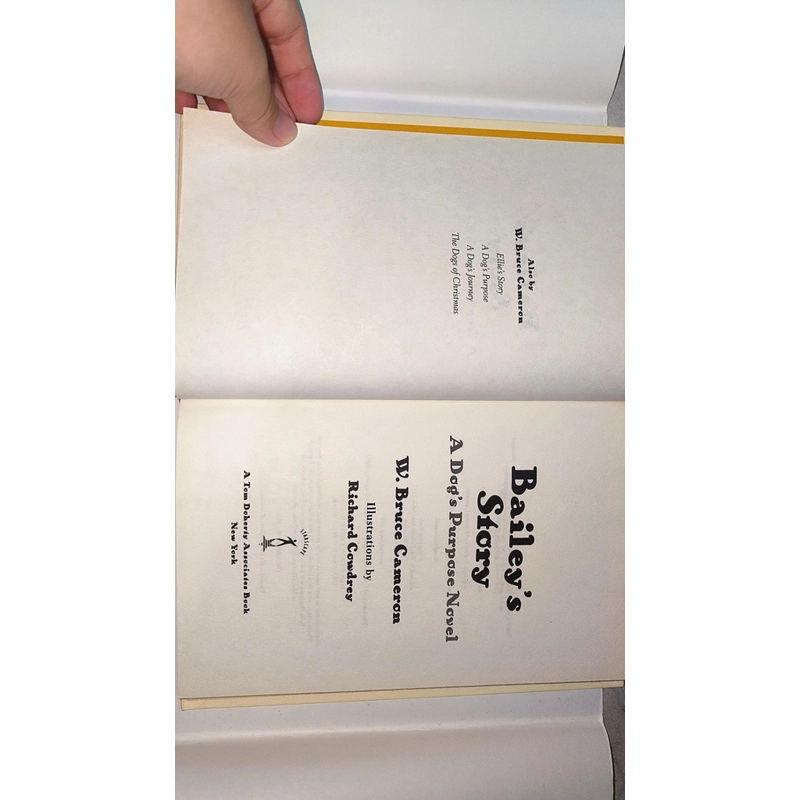 Also by
W. Bruce Cameron
Ellie's Story
A Dog's Purpose
A Dog's Journey
The Dogs of Christmas
Bailey's
Story
A Dog's Purpose Novel
W. Bruce Cameron
Illustrations by
Richard Cowdrey
STARSCAPE
A Tom Doherty Associates Book
New York